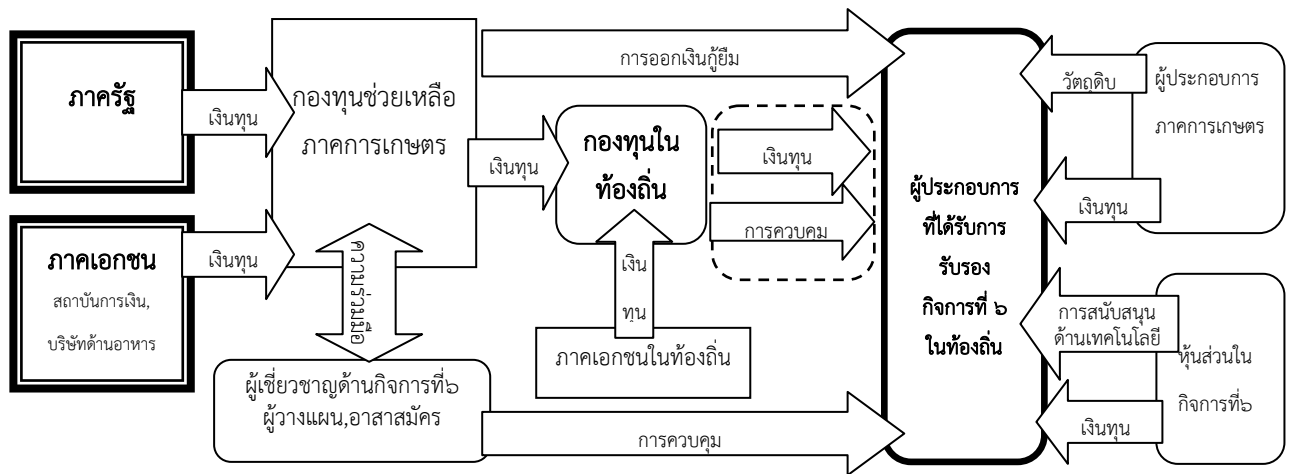 ภาครัฐ
เงินทุน
ภาคเอกชน
สถาบันการเงิน,
บริษัทด้านอาหาร
เงินทุน
กองทุนช่วยเหลือ
ภาคการเกษตร
ความร่วมมือ
ผู้เชี่ยวชาญด้านกิจการที่๖
ผู้วางแผน,อาสาสมัคร
การออกเงินกู้ยืม
เงินทุน
กองทุนใน
ท้องถิ่น
เงิน
ทุน
ภาคเอกชนในท้องถิ่น
เงินทุน
การควบคม
การควบคุม
ผู้ประกอบการ
ที่ได้รับการ
รับรอง
กิจการที่ ๖
ในท้องถิ่น
วัตถุดิบ
ผู้ประกอบการ
ภาคการเกษตร
เงินทุน
การสนับสนุน
ด้านเทคโนโลยี
หุ้นส่วนใน
กิจการที่๖
เงินทุน